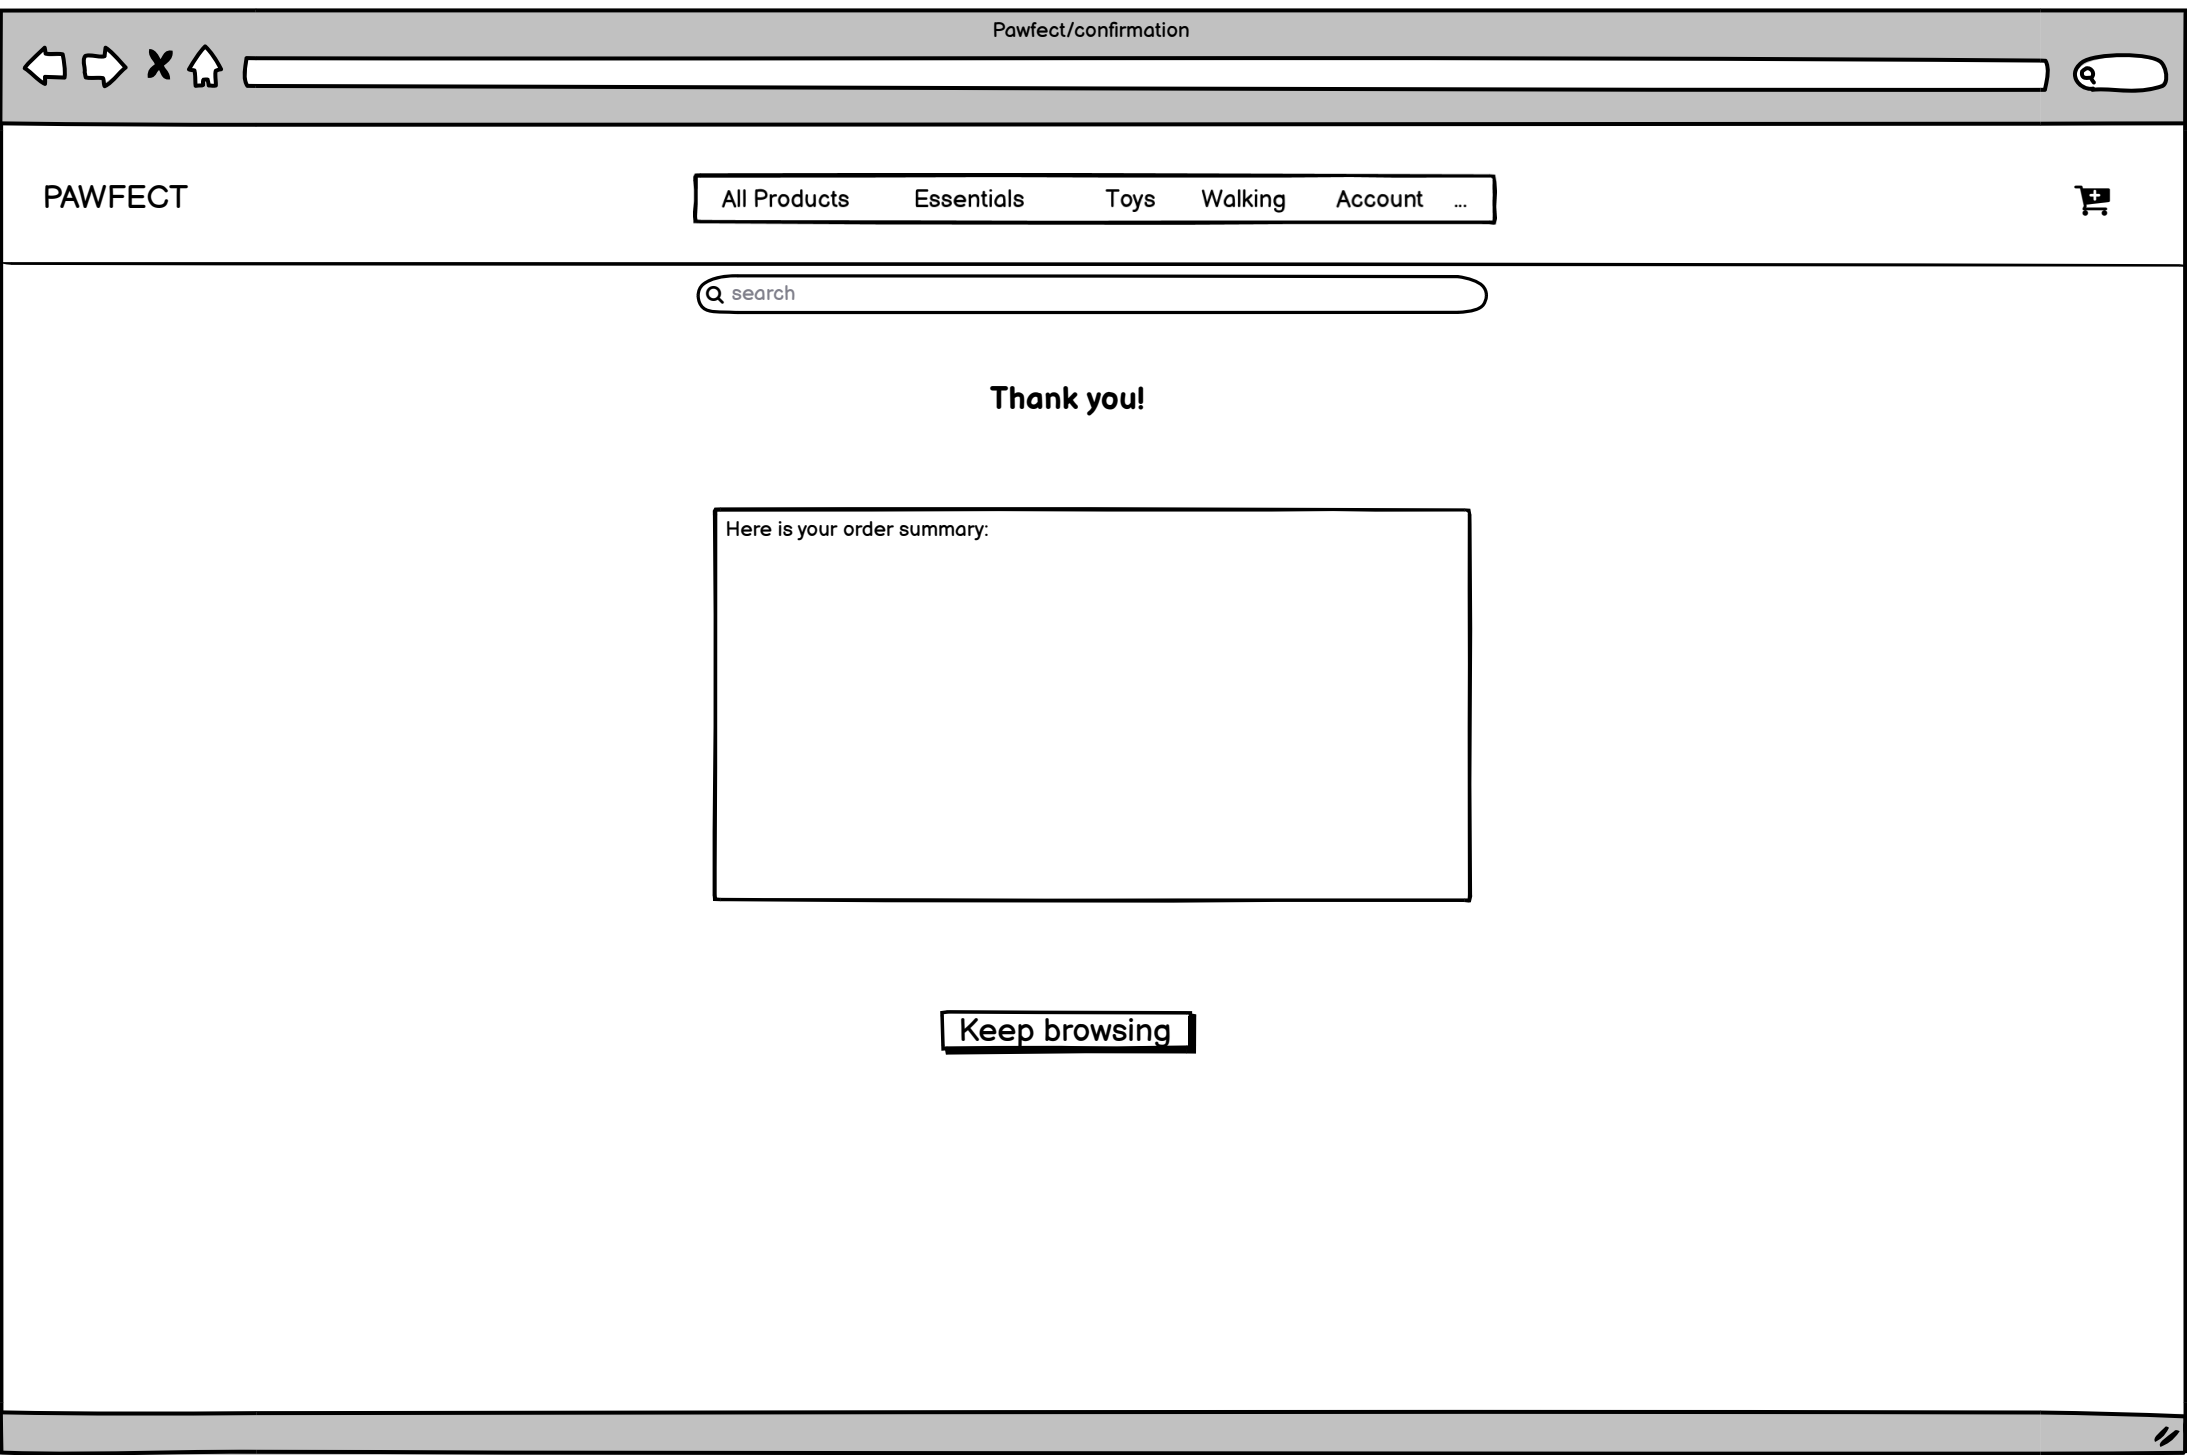 Pawfect/confirmation
PAWFECT
All Products Essentials Toys Walking Account ...
search
Thank you!
Here is your order summary:
Keep browsing